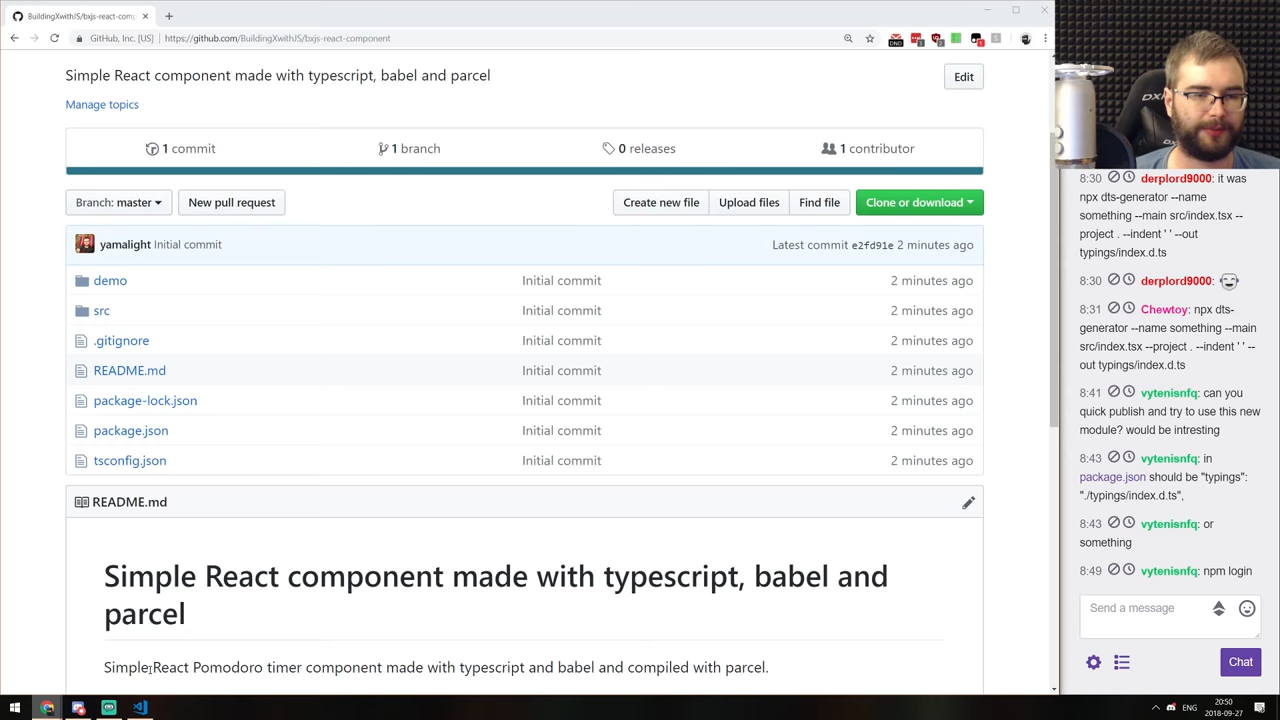 BuildingXwithJS/bxjs-react-comp
GitHub, Inc. [US] https://github.com/BuildingXwithJS/bxjs-react-component
Simple React component made with typescript, babel and parcel
Edit
Manage topics
1 commit
1 branch
0 releases
1 contributor
Branch: master
New pull request
Create new file
Upload files
Find file
Clone or download
yamalight Initial commit
Latest commit e2fd91e 2 minutes ago
demo Initial commit 2 minutes ago
src Initial commit 2 minutes ago
.gitignore Initial commit 2 minutes ago
README.md Initial commit 2 minutes ago
package-lock.json Initial commit 2 minutes ago
package.json Initial commit 2 minutes ago
tsconfig.json Initial commit 2 minutes ago
README.md
Simple React component made with typescript, babel and
parcel
Simple React Pomodoro timer component made with typescript and babel and compiled with parcel.
8:30 derplord9000: it was
npx dts-generator --name
something --main src/index.tsx --
project . --indent ' ' --out
typings/index.d.ts
8:30 derplord9000:
8:31 Chewtoy: npx dts-
generator --name something --main
src/index.tsx --project . --indent ' ' --
out typings/index.d.ts
8:41 vytenisnfq: can you
quick publish and try to use this new
module? would be intresting
8:43 vytenisnfq: in
package.json should be "typings":
"./typings/index.d.ts",
8:43 vytenisnfq: or
something
8:49 vytenisnfq: npm login
Send a message
Chat
ENG
20:50
2018-09-27